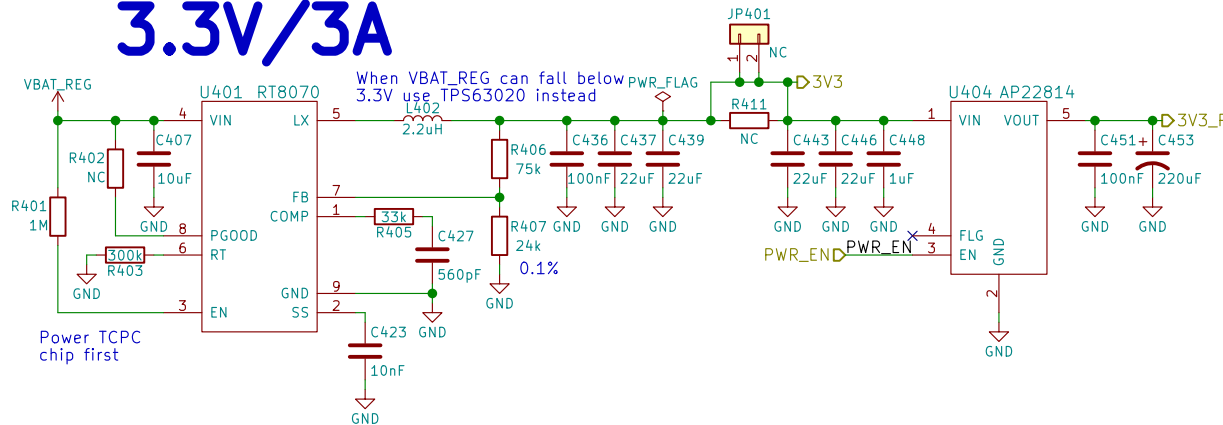 3.3V/3A
JP401
1
2
NC
3V3
VBAT_REG
When VBAT_REG can fall below
3.3V use TPS63020 instead
PWR_FLAG
U401 RT8070
L402
2.2uH
R411
NC
U404 AP22814
4 VIN
LX 5
1 VIN
VOUT 5
3V3_F
R402
NC
C407
10uF
GND
R406
75k
C436
100nF
GND
C437
22uF
GND
C439
22uF
GND
C443
22uF
GND
C446
22uF
GND
C448
1uF
GND
C451
100nF
GND
+
C453
220uF
GND
R401
1M
FB 7
COMP 1
33k
R405
R407
24k
0.1%
GND
C427
560pF
GND
8 PGOOD
6 RT
300k
R403
GND
4 FLG
PWR_EN
PWR_EN
3 EN
GND
2
GND
GND 9
SS 2
3 EN
C423
10nF
GND
Power TCPC
chip first